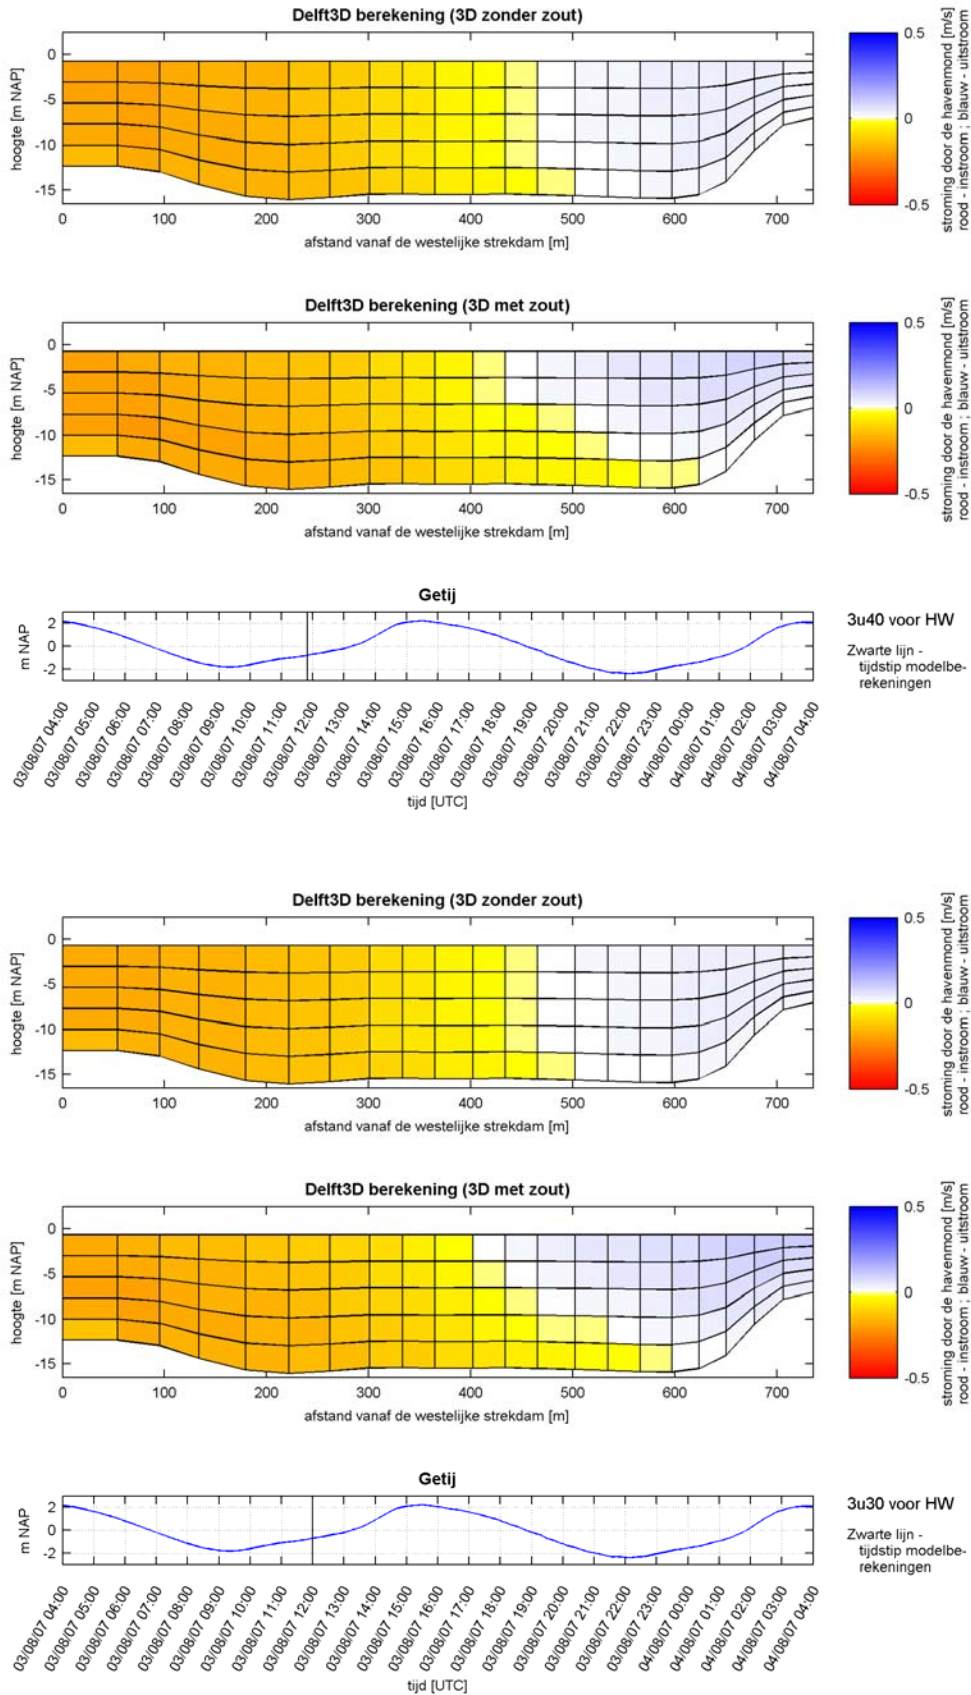 Delft3D berekening (3D zonder zout)
hoogte [m NAP]
0
-5
-10
-15
0 100 200 300 400 500 600 700
afstand vanaf de westelijke strekdam [m]
0.5
0
-0.5
stroming door de havenmond [m/s]
rood - instroom ; blauw - uitstroom
Delft3D berekening (3D met zout)
hoogte [m NAP]
0
-5
-10
-15
0 100 200 300 400 500 600 700
afstand vanaf de westelijke strekdam [m]
0.5
0
-0.5
stroming door de havenmond [m/s]
rood - instroom ; blauw - uitstroom
Getij
m NAP
2
0
-2
03/08/07 04:00
03/08/07 05:00
03/08/07 06:00
03/08/07 07:00
03/08/07 08:00
03/08/07 09:00
03/08/07 10:00
03/08/07 11:00
03/08/07 12:00
03/08/07 13:00
03/08/07 14:00
03/08/07 15:00
03/08/07 16:00
03/08/07 17:00
03/08/07 18:00
03/08/07 19:00
03/08/07 20:00
03/08/07 21:00
03/08/07 22:00
03/08/07 23:00
04/08/07 00:00
04/08/07 01:00
04/08/07 02:00
04/08/07 03:00
04/08/07 04:00
tijd [UTC]
3u40 voor HW
Zwarte lijn -
tijdstip modelbe-
rekeningen
Delft3D berekening (3D zonder zout)
hoogte [m NAP]
0
-5
-10
-15
0 100 200 300 400 500 600 700
afstand vanaf de westelijke strekdam [m]
0.5
0
-0.5
stroming door de havenmond [m/s]
rood - instroom ; blauw - uitstroom
Delft3D berekening (3D met zout)
hoogte [m NAP]
0
-5
-10
-15
0 100 200 300 400 500 600 700
afstand vanaf de westelijke strekdam [m]
0.5
0
-0.5
stroming door de havenmond [m/s]
rood - instroom ; blauw - uitstroom
Getij
m NAP
2
0
-2
03/08/07 04:00
03/08/07 05:00
03/08/07 06:00
03/08/07 07:00
03/08/07 08:00
03/08/07 09:00
03/08/07 10:00
03/08/07 11:00
03/08/07 12:00
03/08/07 13:00
03/08/07 14:00
03/08/07 15:00
03/08/07 16:00
03/08/07 17:00
03/08/07 18:00
03/08/07 19:00
03/08/07 20:00
03/08/07 21:00
03/08/07 22:00
03/08/07 23:00
04/08/07 00:00
04/08/07 01:00
04/08/07 02:00
04/08/07 03:00
04/08/07 04:00
tijd [UTC]
3u30 voor HW
Zwarte lijn -
tijdstip modelbe-
rekeningen